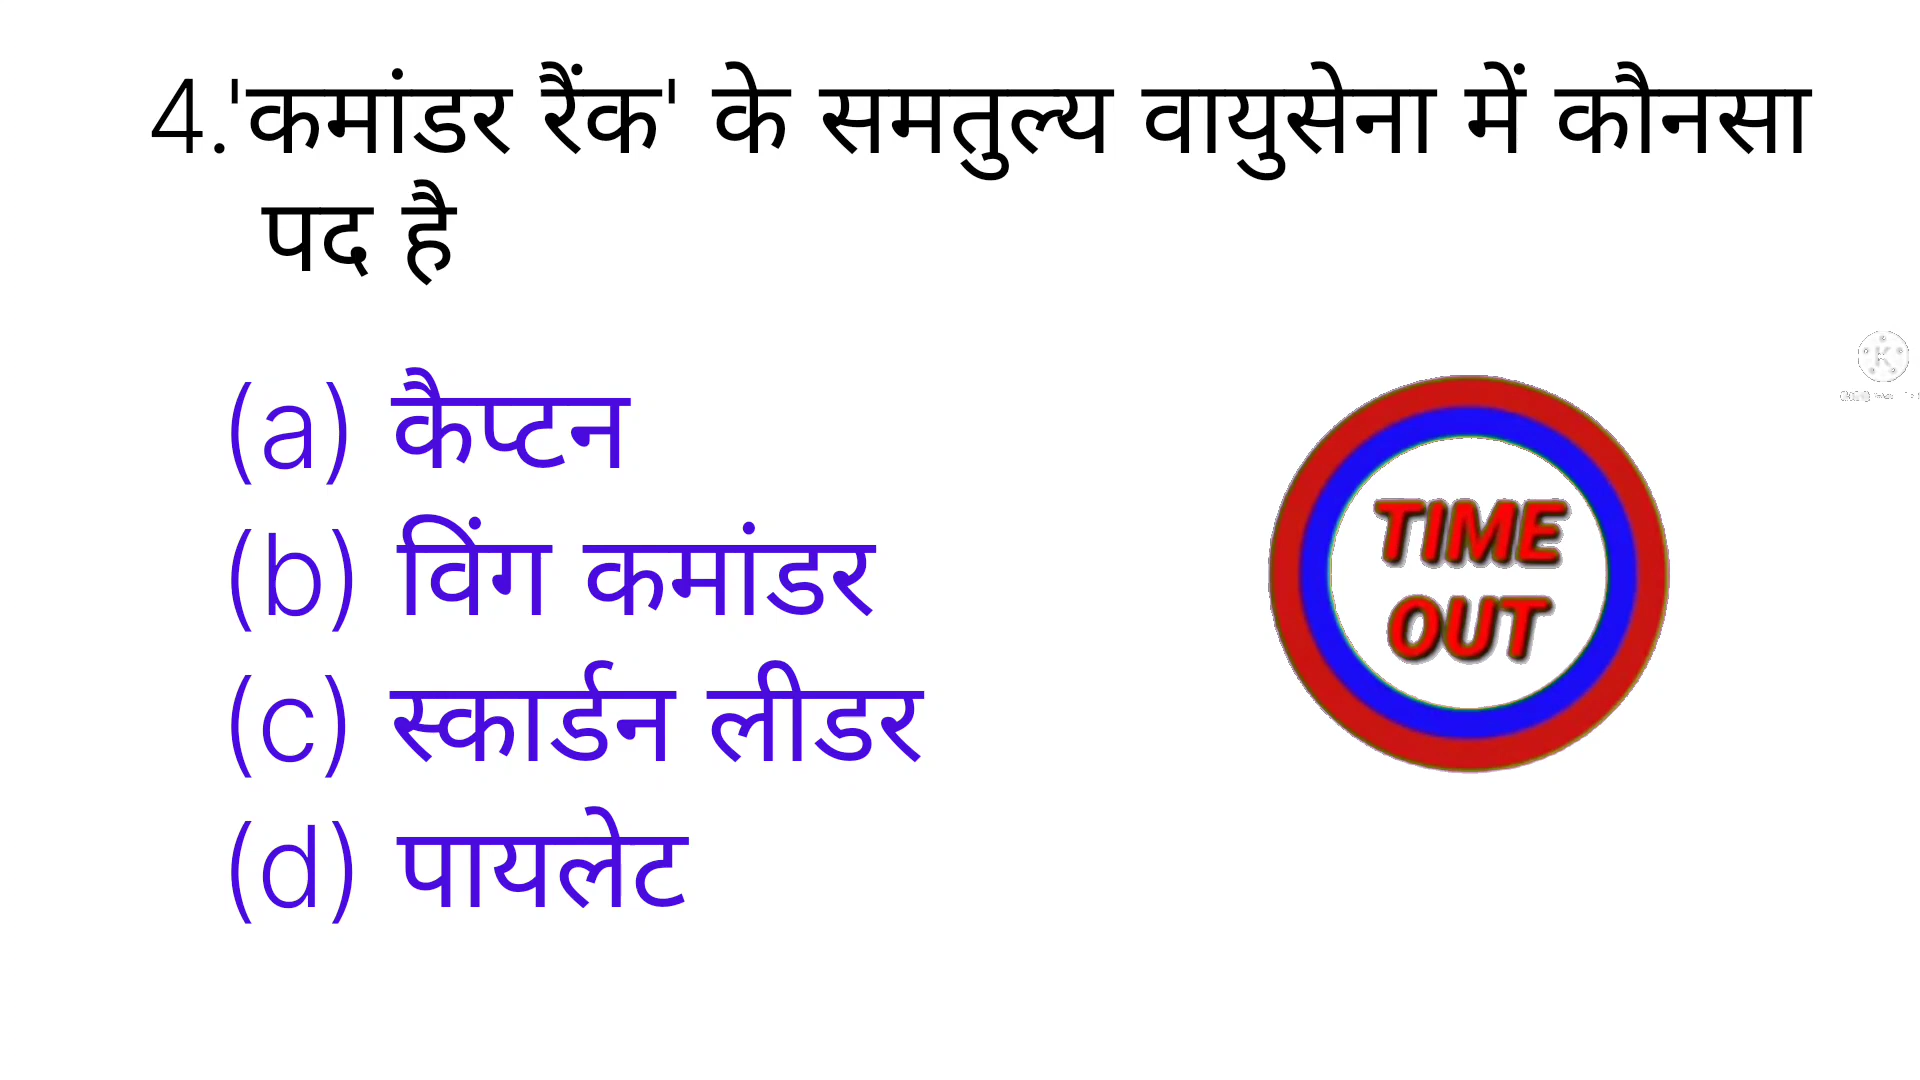 4.'कमांडर रैंक' के समतुल्य वायुसेना में कौनसा
पद है
(a) कैप्टन
(b) विंग कमांडर
(c) स्कार्डन लीडर
(d) पायलेट
TIME
OUT
K